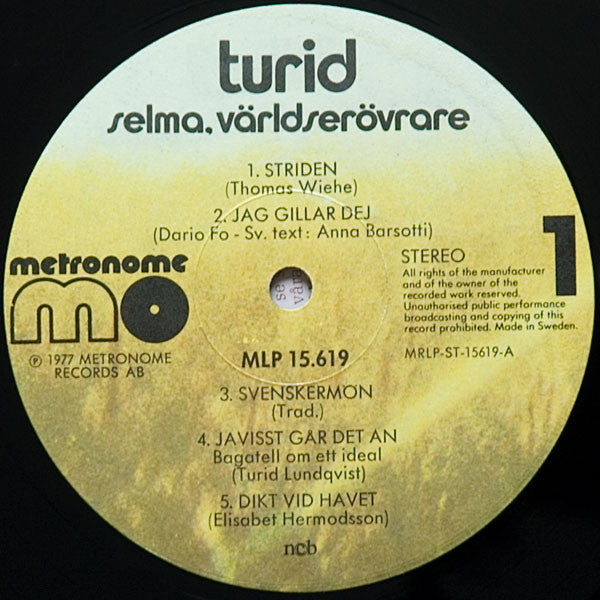 turid
selma, världserövrare
1. STRIDEN
(Thomas Wiehe)
2. JAG GILLAR DEJ
(Dario Fo - Sv. text: Anna Barsotti)
metronome
mo
℗ 1977 METRONOME
RECORDS AB
STEREO
1
All rights of the manufacturer
and of the owner of the
recorded work reserved.
Unauthorised public performance
broadcasting and copying of this
record prohibited. Made in Sweden.
MLP 15.619
MRLP-ST-15619-A
3. SVENSKERMÖN
(Trad.)
4. JAVISST GÅR DET AN
Bagatell om ett ideal
(Turid Lundqvist)
5. DIKT VID HAVET
(Elisabet Hermodsson)
ncb